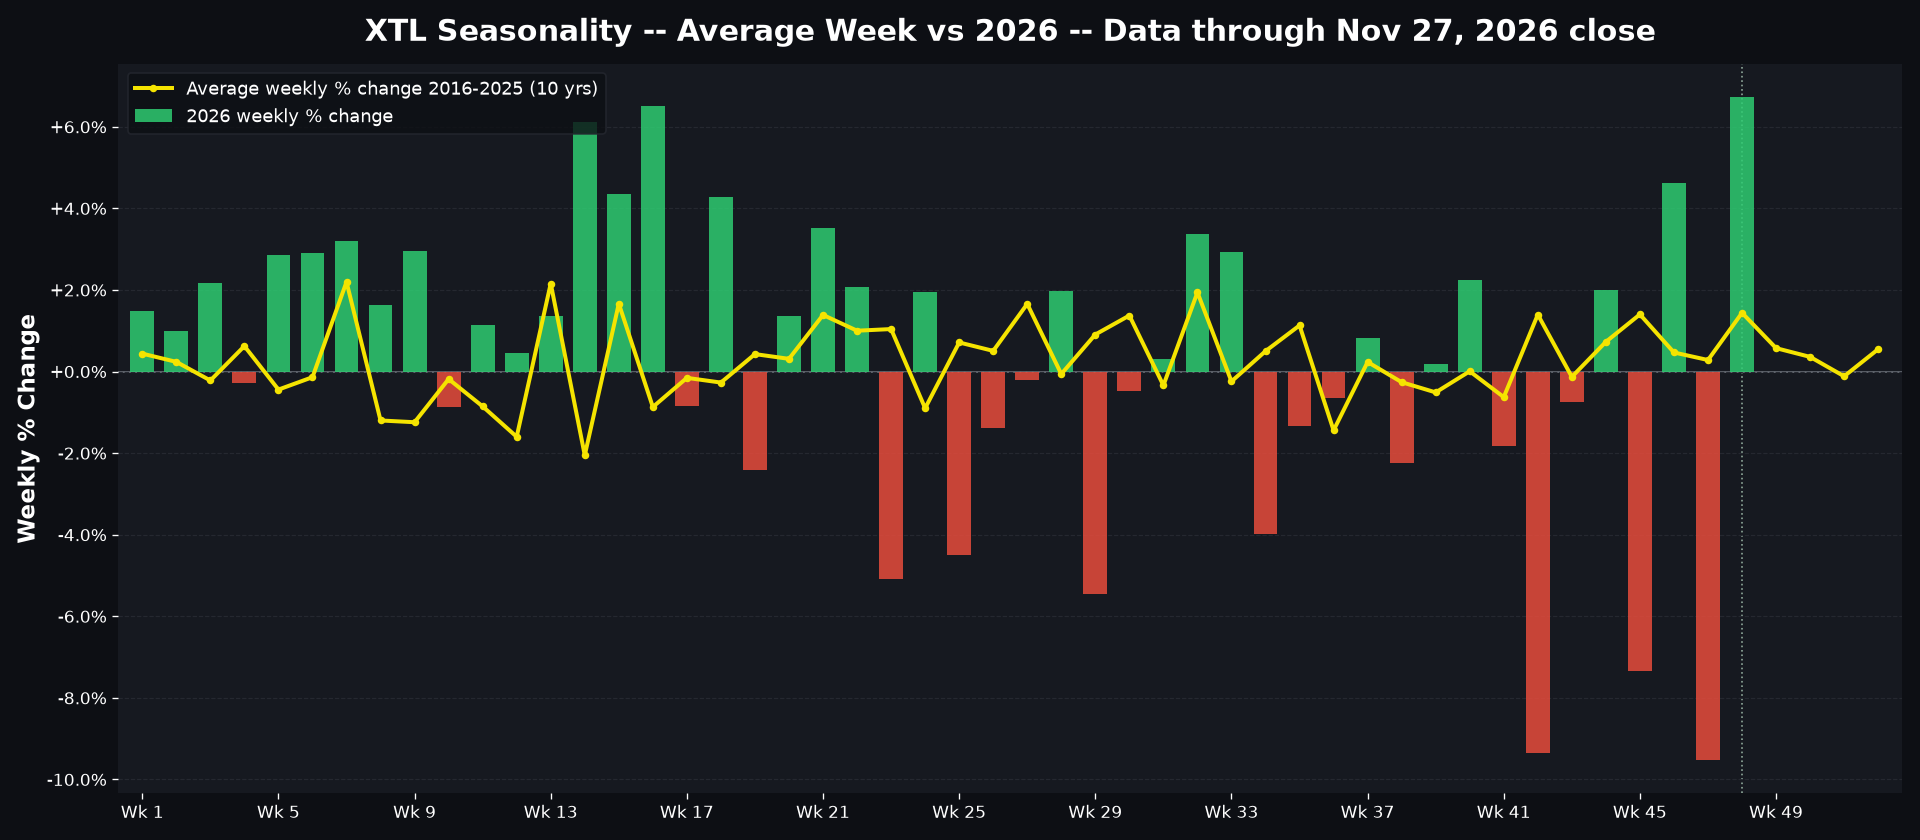 XTL Seasonality -- Average Week vs 2026 -- Data through Nov 27, 2026 close
Average weekly % change 2016-2025 (10 yrs)
2026 weekly % change
Weekly % Change
+6.0%
+4.0%
+2.0%
+0.0%
-2.0%
-4.0%
-6.0%
-8.0%
-10.0%
Wk 1 Wk 5 Wk 9 Wk 13 Wk 17 Wk 21 Wk 25 Wk 29 Wk 33 Wk 37 Wk 41 Wk 45 Wk 49